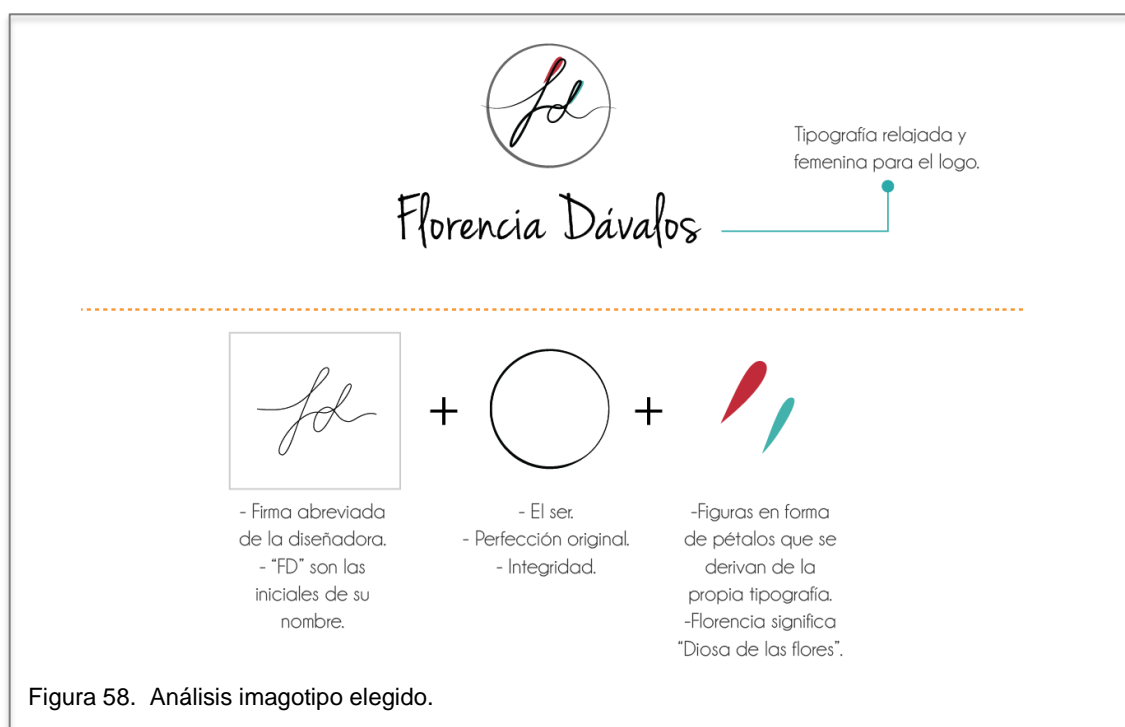 fd
Tipografía relajada y
femenina para el logo.
Florencia Dávalos
fd
+
+
- Firma abreviada
de la diseñadora.
- “FD” son las
iniciales de su
nombre.
- El ser.
- Perfección original.
- Integridad.
-Figuras en forma
de pétalos que se
derivan de la
propia tipografía.
-Florencia significa
“Diosa de las flores”.
Figura 58.  Análisis imagotipo elegido.